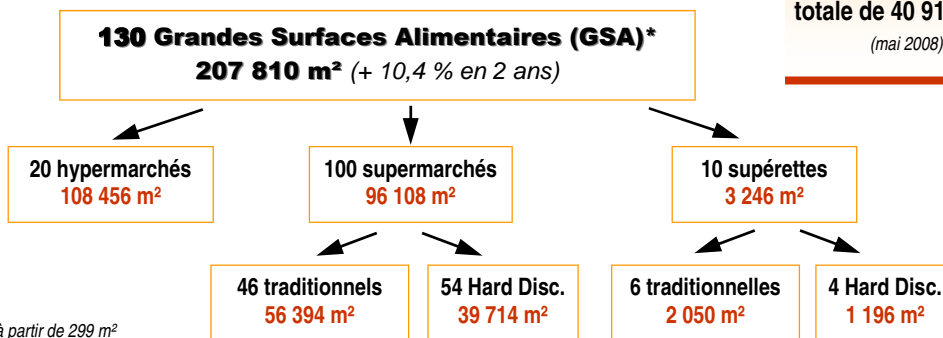 totale de 40 91
(mai 2008)
130 Grandes Surfaces Alimentaires (GSA)*
207 810 m² (+ 10,4 % en 2 ans)
20 hypermarchés
108 456 m²
100 supermarchés
96 108 m²
10 supérettes
3 246 m²
46 traditionnels
56 394 m²
54 Hard Disc.
39 714 m²
6 traditionnelles
2 050 m²
4 Hard Disc.
1 196 m²
à partir de 299 m²